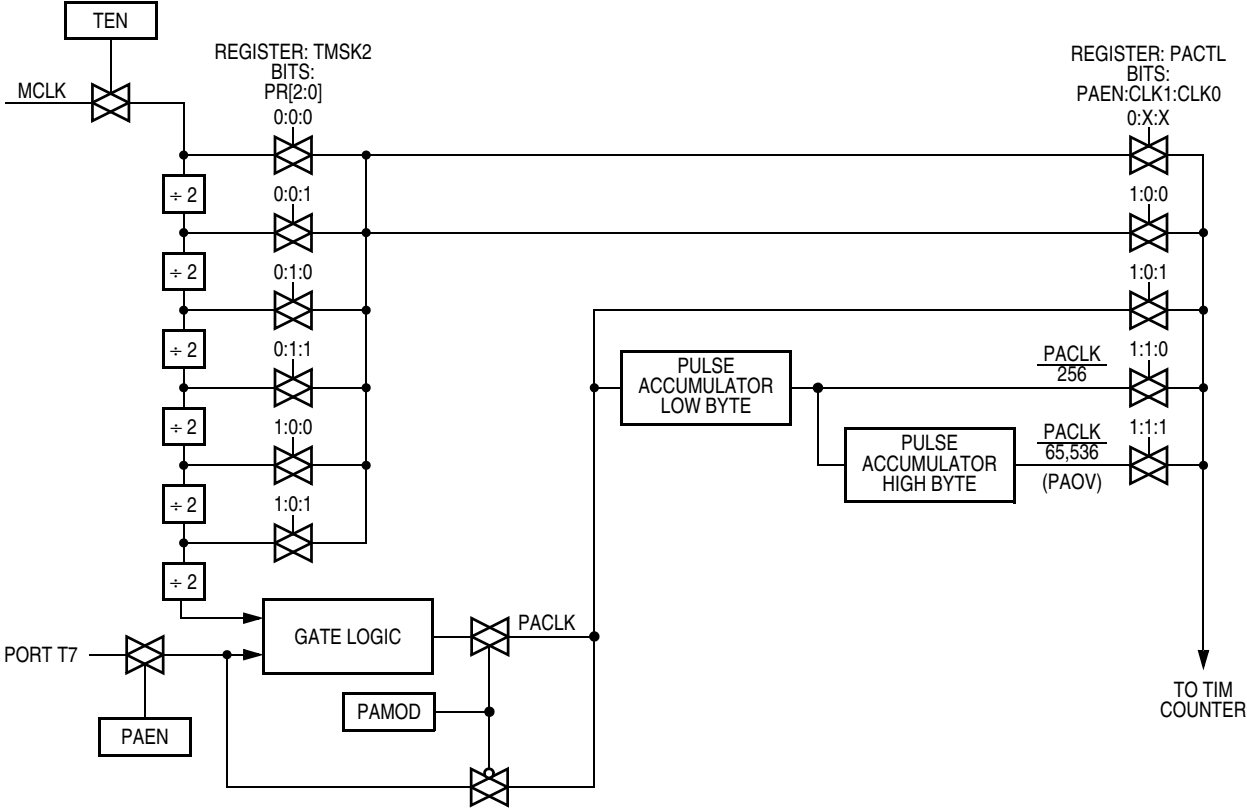 TEN
REGISTER: TMSK2
BITS:
PR[2:0]
REGISTER: PACTL
BITS:
PAEN:CLK1:CLK0
MCLK
0:0:0
0:X:X
÷ 2
0:0:1
1:0:0
÷ 2
0:1:0
1:0:1
÷ 2
0:1:1
PULSE
ACCUMULATOR
LOW BYTE
PACLK
256
1:1:0
÷ 2
1:0:0
PULSE
ACCUMULATOR
HIGH BYTE
PACLK
65,536
(PAOV)
1:1:1
÷ 2
1:0:1
÷ 2
GATE LOGIC
PACLK
PORT T7
PAMOD
PAEN
TO TIM
COUNTER